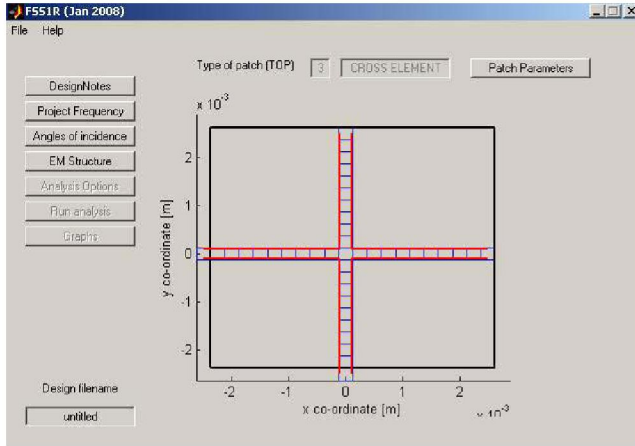 FSS1R (Jan 2008)
File Help
Type of patch (TOP) 3 CROSS ELEMENT Patch Parameters
DesignNotes
Project Frequency
Angles of incidence
EM Structure
Analysis Options
Run analysis
Graphs
x 10⁻³
2
1
0
-1
-2
y co-ordinate [m]
-2 -1 0 1 2
x co-ordinate [m]
x 10⁻³
Design filename
untitled